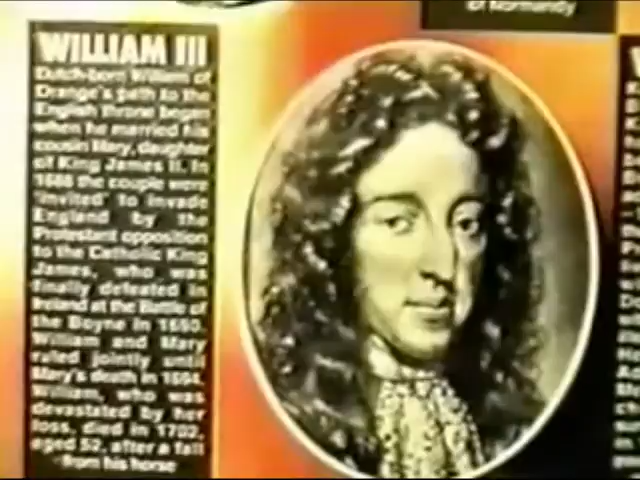 of Normandy
WILLIAM III
Dutch-born William of
Orange's path to the
English throne began
when he married his
cousin Mary, daughter
of King James II. In
1688 the couple were
'invited' to invade
England by the
Protestant opposition
to the Catholic King
James, who was
finally defeated in
Ireland at the Battle of
the Boyne in 1690.
William and Mary
ruled jointly until
Mary's death in 1694.
William, who was
devastated by her
loss, died in 1702,
aged 52, after a fall
from his horse